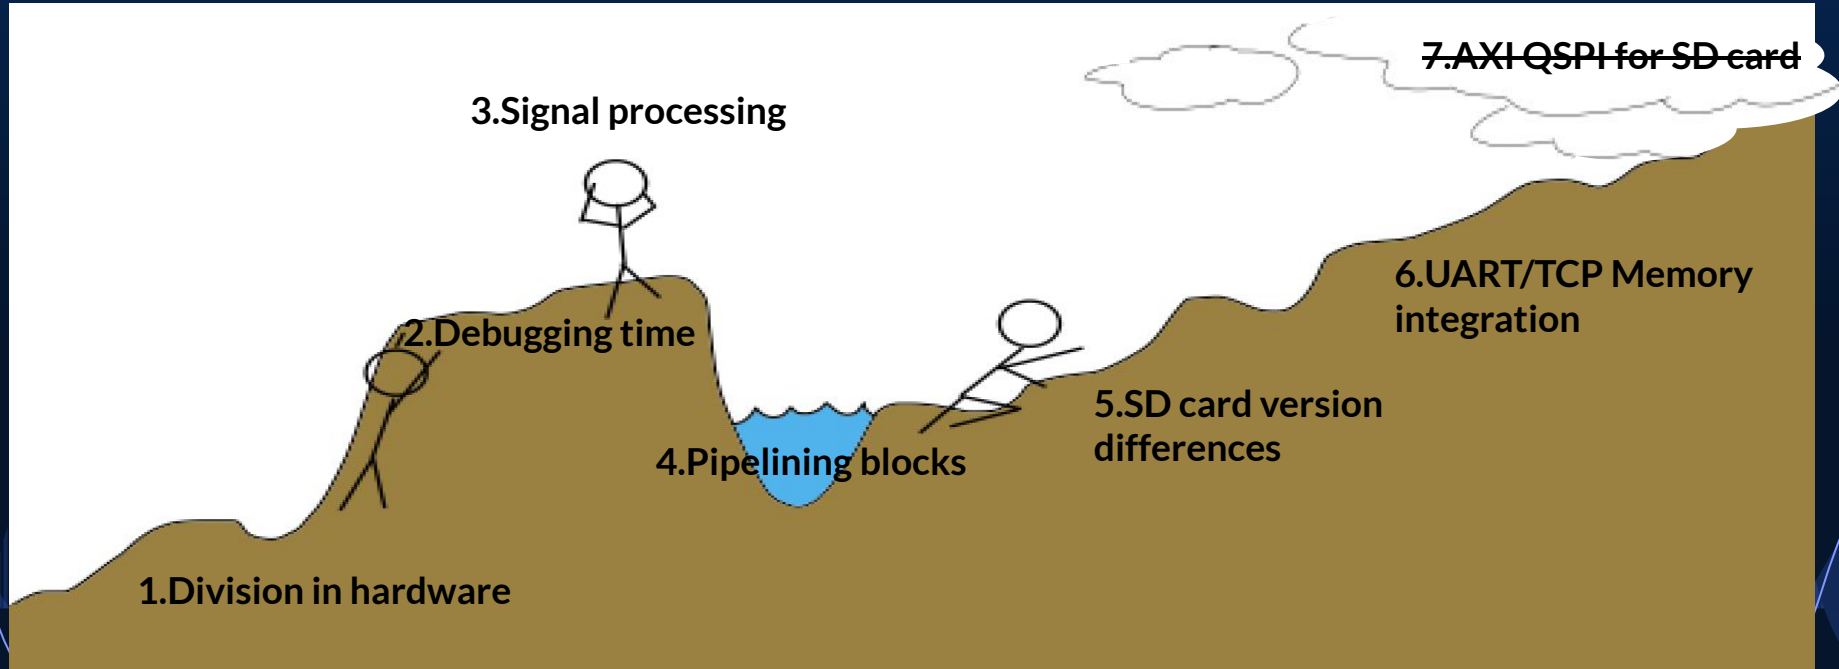 7.AXI QSPI for SD card
3.Signal processing
6.UART/TCP Memory
integration
2.Debugging time
5.SD card version
differences
4.Pipelining blocks
1.Division in hardware